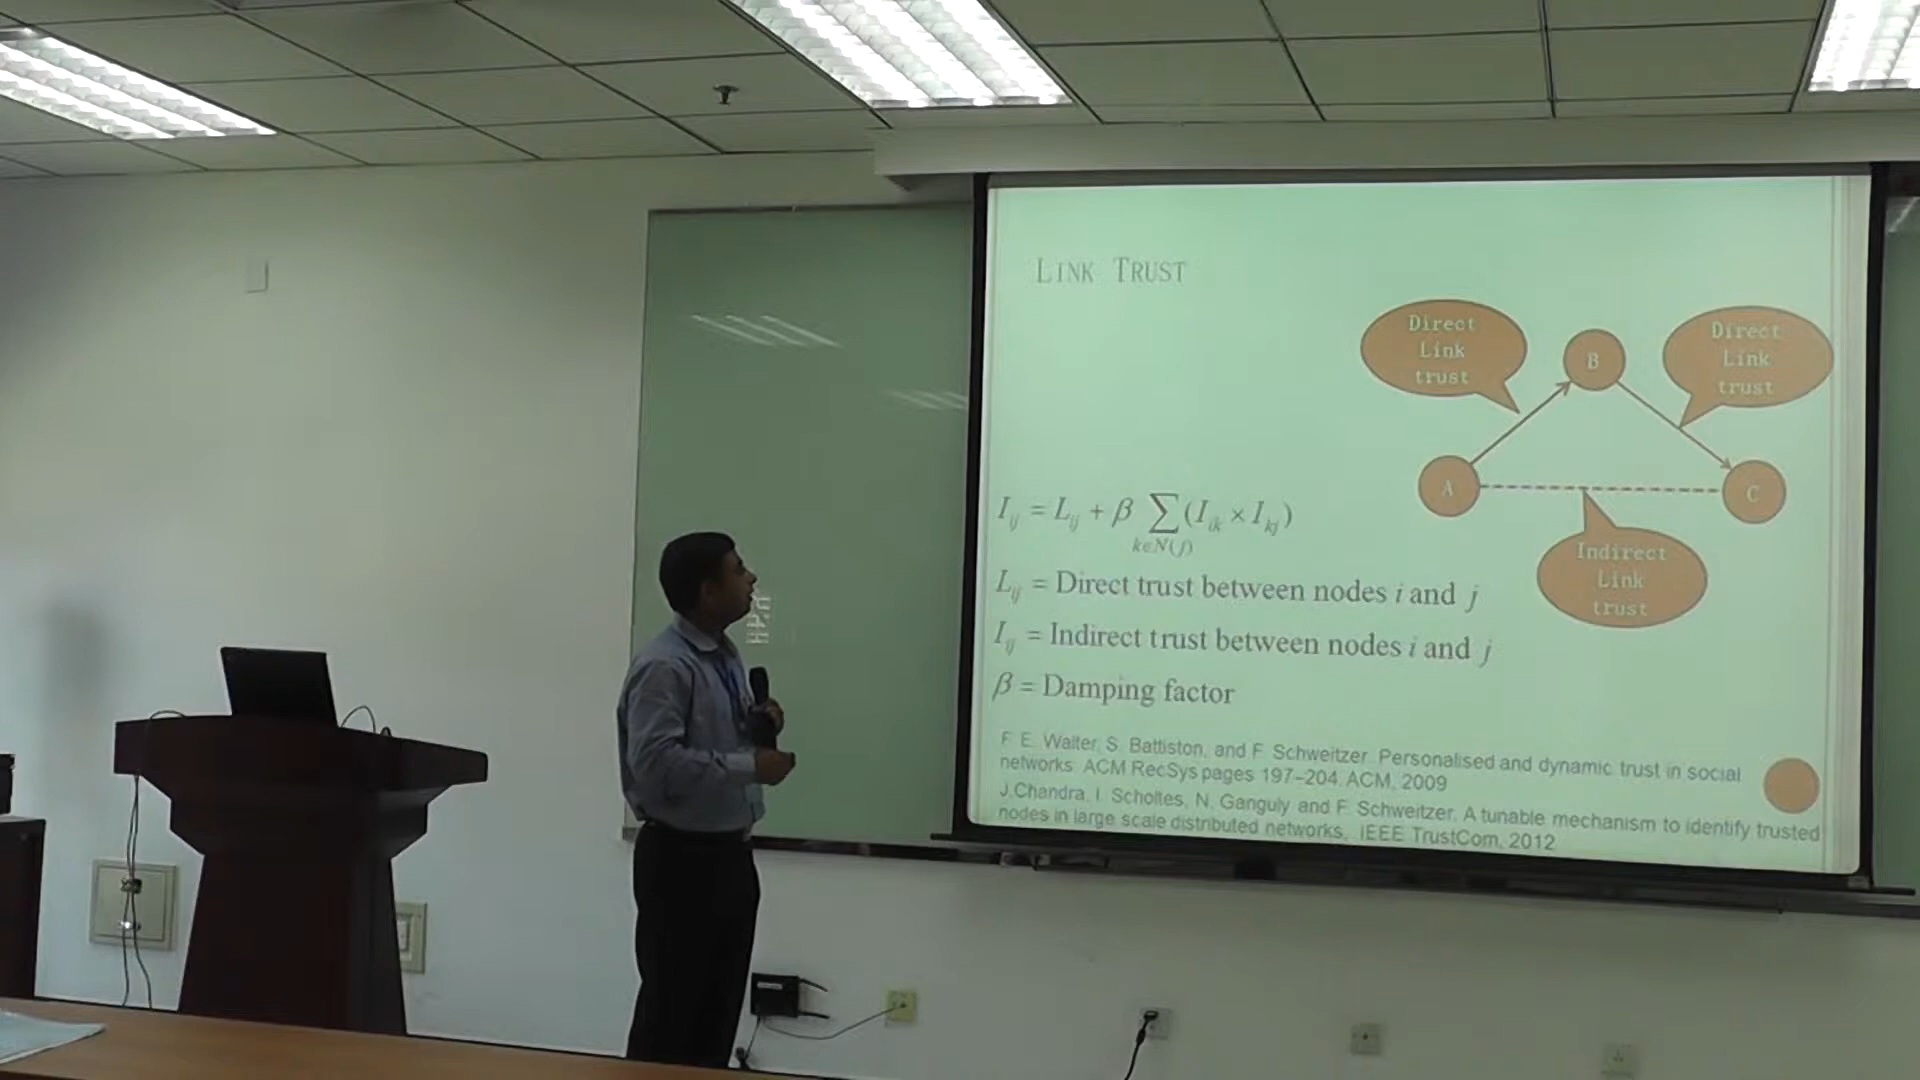 LINK TRUST
Direct
Link
trust
B
Direct
Link
trust
A
C
Indirect
Link
trust
I_ij = L_ij + β ∑ (I_ik × I_kj)
k∈N(j)
L_ij = Direct trust between nodes i and j
I_ij = Indirect trust between nodes i and j
β = Damping factor
F. E. Walter, S. Battiston, and F. Schweitzer. Personalised and dynamic trust in social
networks. ACM RecSys pages 197–204. ACM, 2009
J.Chandra, I. Scholtes, N. Ganguly and F. Schweitzer. A tunable mechanism to identify trusted
nodes in large scale distributed networks, IEEE TrustCom, 2012